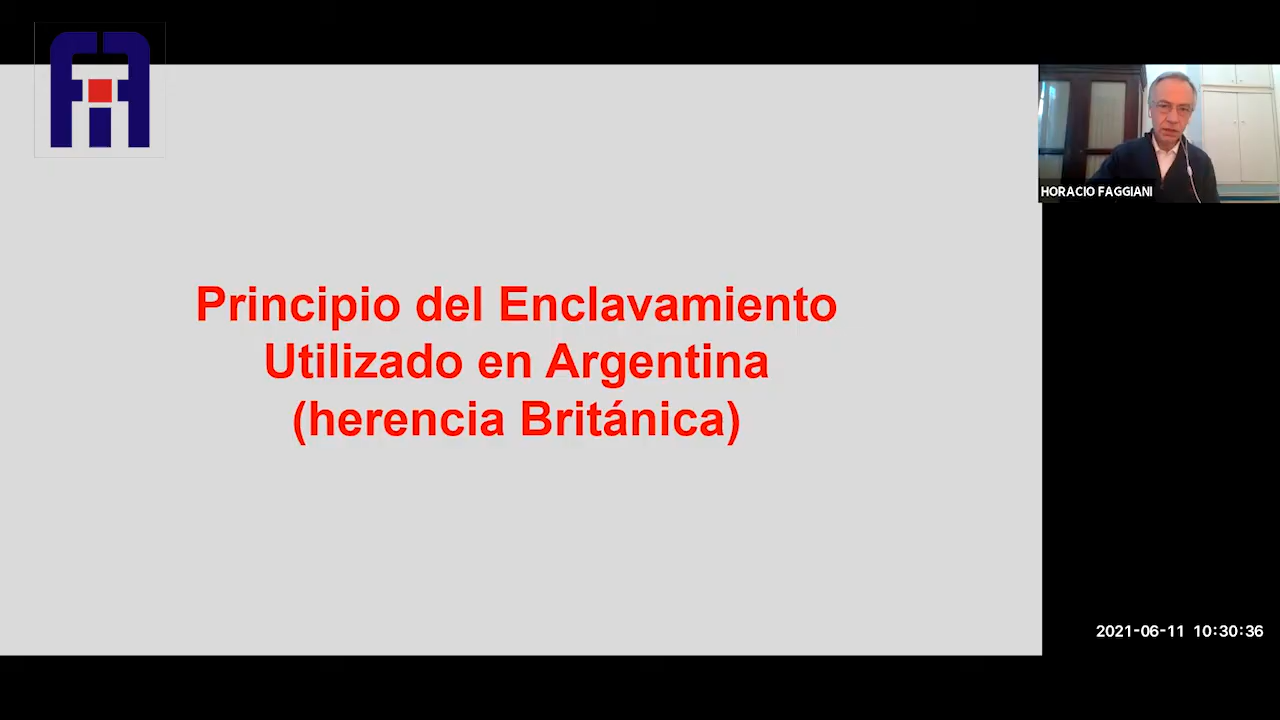 HORACIO FAGGIANI
Principio del Enclavamiento
Utilizado en Argentina
(herencia Británica)
2021-06-11 10:30:36